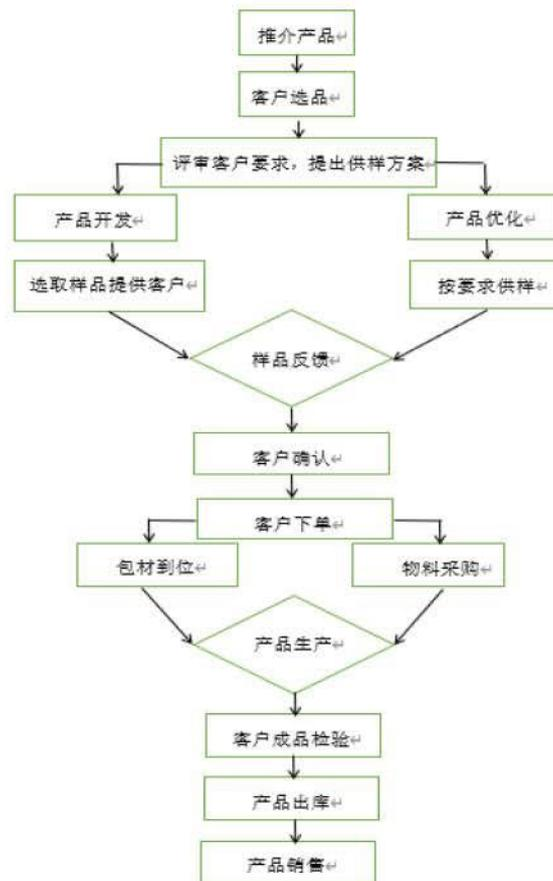 推介产品
客户选品
评审客户要求，提出供样方案
产品开发
产品优化
选取样品提供客户
按要求供样
样品反馈
客户确认
客户下单
包材到位
物料采购
产品生产
客户成品检验
产品出库
产品销售